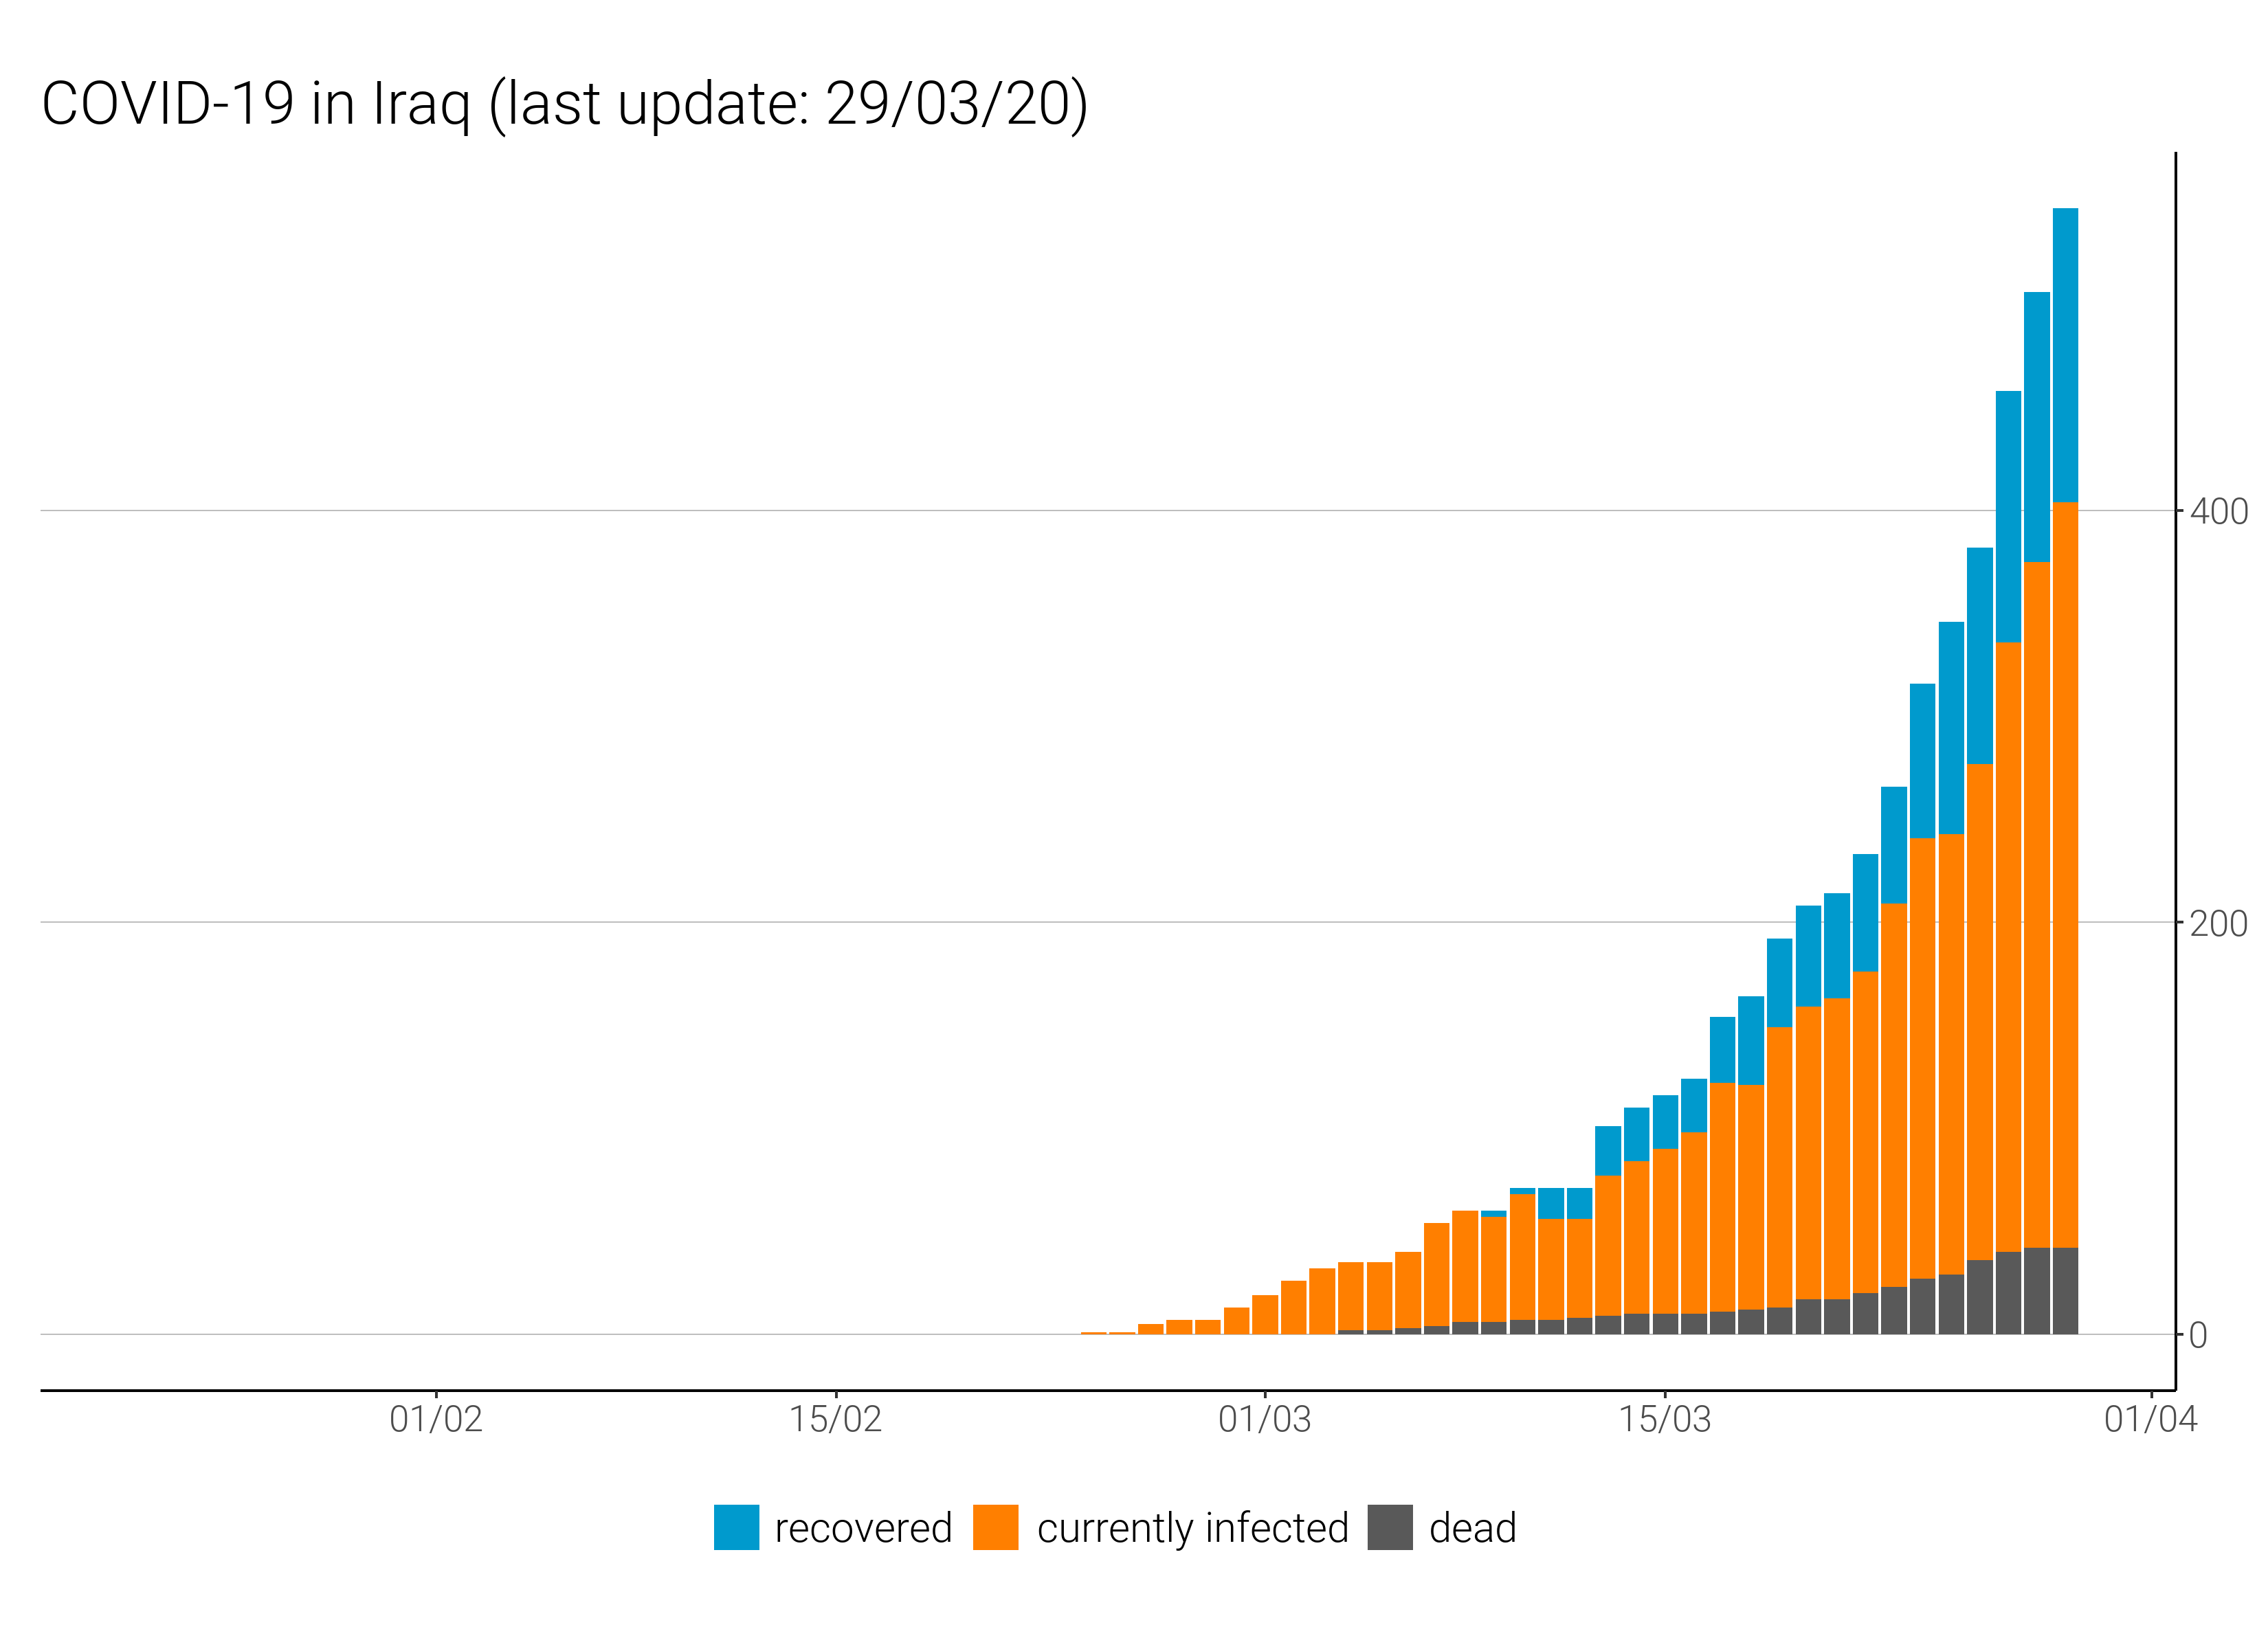 COVID-19 in Iraq (last update: 29/03/20)
400
200
0
01/02 15/02 01/03 15/03 01/04
recovered currently infected dead